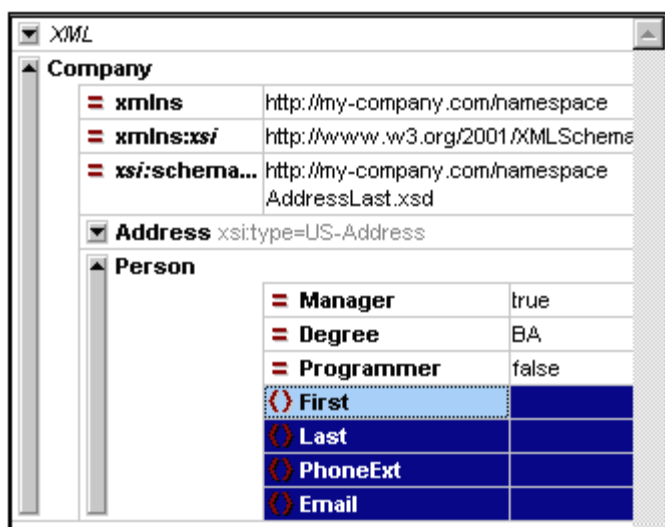 XML
Company
= xmlns http://my-company.com/namespace
= xmlns:xsi http://www.w3.org/2001/XMLSchema
= xsi:schema... http://my-company.com/namespace
AddressLast.xsd
Address xsi:type=US-Address
Person
= Manager true
= Degree BA
= Programmer false
() First
() Last
() PhoneExt
() Email